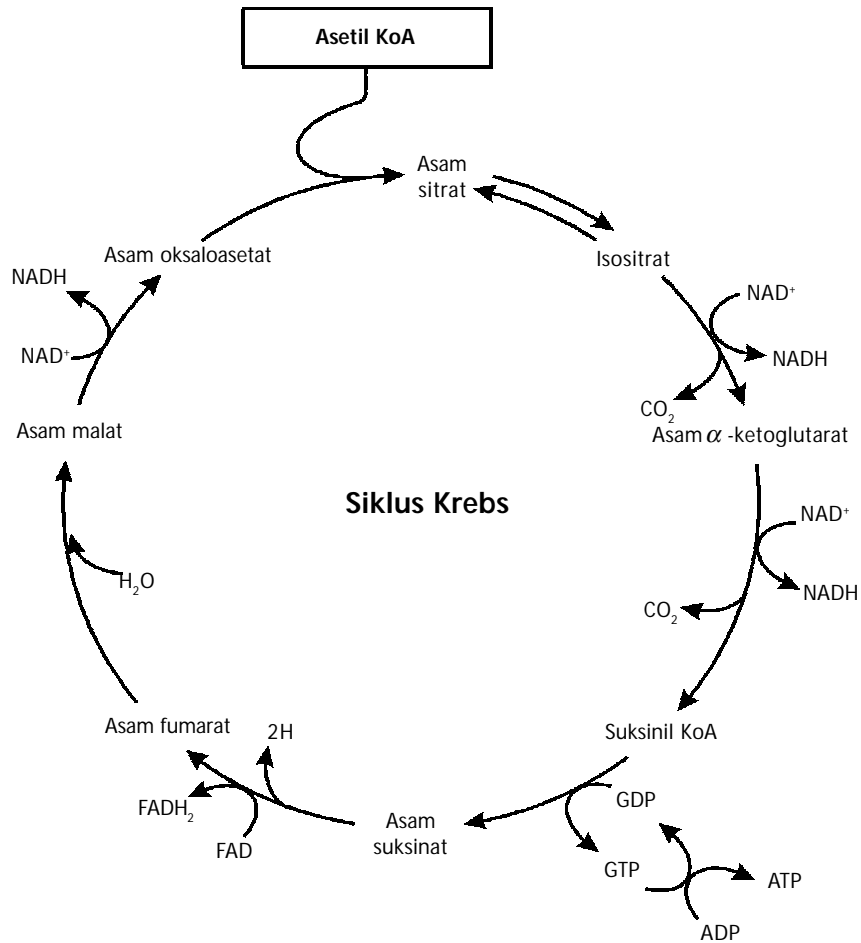 Asetil KoA
Asam
sitrat
Asam oksaloasetat
Isositrat
NADH
NAD⁺
NAD⁺
NADH
CO₂
Asam malat
Asam α -ketoglutarat
Siklus Krebs
NAD⁺
H₂O
NADH
CO₂
Asam fumarat
2H
Suksinil KoA
FADH₂
GDP
Asam
suksinat
FAD
GTP
ATP
ADP